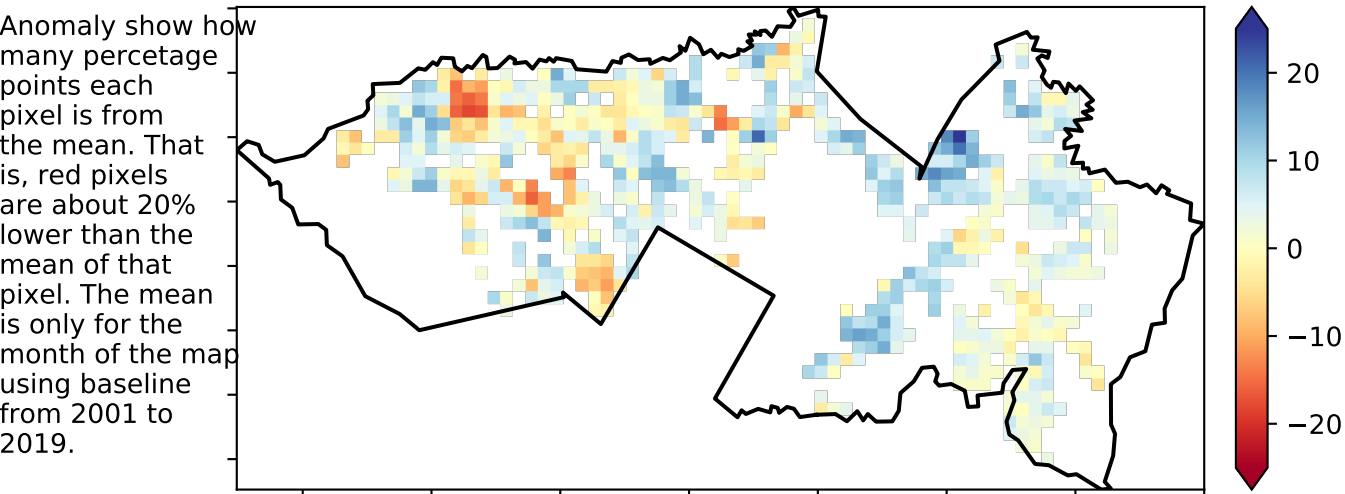 Anomaly show how
many percetage
points each
pixel is from
the mean. That
is, red pixels
are about 20%
lower than the
mean of that
pixel. The mean
is only for the
month of the map
using baseline
from 2001 to
2019.
20
10
0
−10
−20